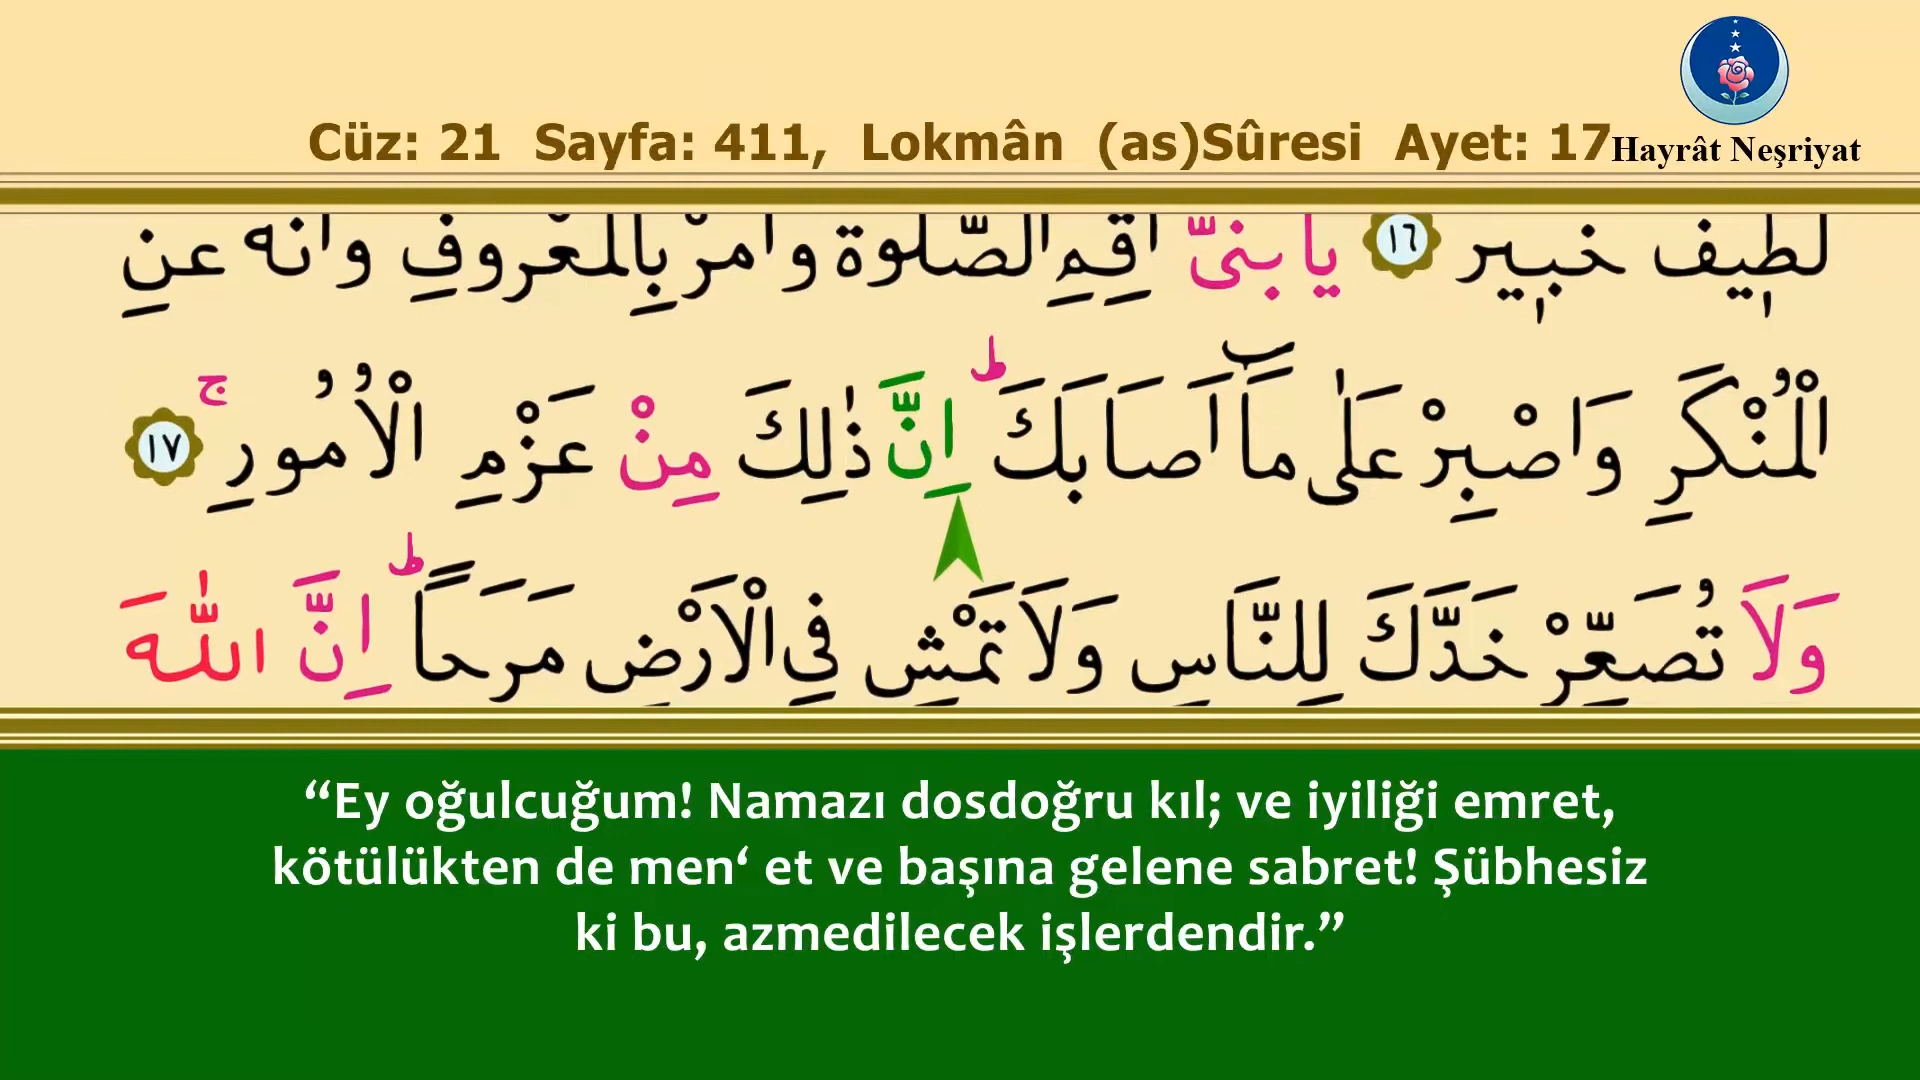 Cüz: 21 Sayfa: 411, Lokmân (as)Sûresi Ayet: 17
Hayrât Neşriyat
لَطٖيفٌ خَبٖيرٌ ١٦ يَا بُنَيَّ اَقِمِ الصَّلٰوةَ وَاْمُرْ بِالْمَعْرُوفِ وَانْهَ عَنِ
الْمُنْكَرِ وَاصْبِرْ عَلٰى مَٓا اَصَابَكَ ط اِنَّ ذٰلِكَ مِنْ عَزْمِ الْاُمُورِ ج ١٧
وَلَا تُصَعِّرْ خَدَّكَ لِلنَّاسِ وَلَا تَمْشِ فِي الْاَرْضِ مَرَحاً ط اِنَّ اللّٰهَ
“Ey oğulcuğum! Namazı dosdoğru kıl; ve iyiliği emret,
kötülükten de men‘ et ve başına gelene sabret! Şübhesiz
ki bu, azmedilecek işlerdendir.”